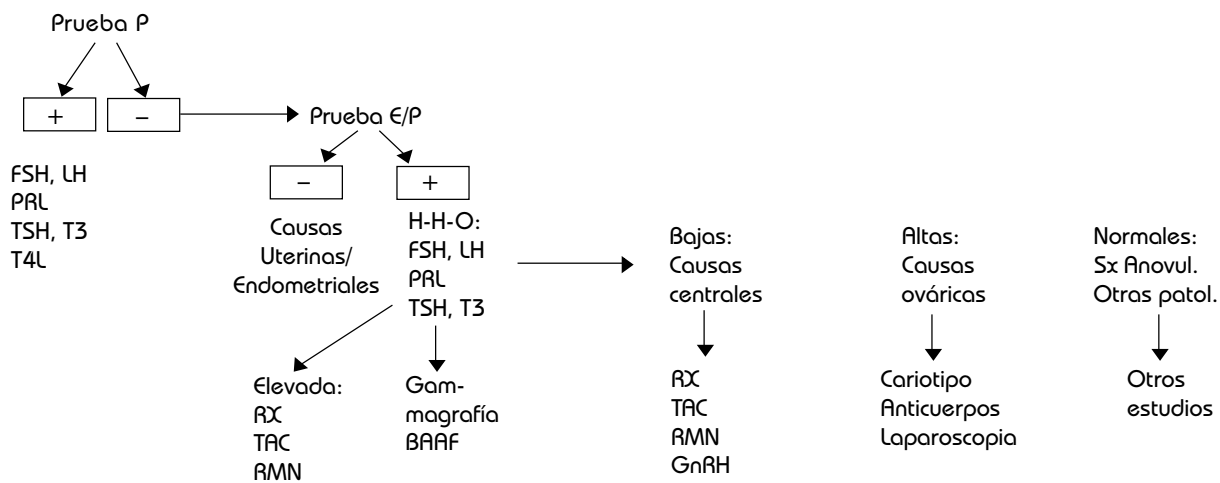 Prueba P
+
–
FSH, LH
PRL
TSH, T3
T4L
Prueba E/P
–
Causas
Uterinas/
Endometriales
+
H-H-O:
FSH, LH
PRL
TSH, T3
Elevada:
RX
TAC
RMN
Gam-
magrafía
BAAF
Bajas:
Causas
centrales
RX
TAC
RMN
GnRH
Altas:
Causas
ováricas
Cariotipo
Anticuerpos
Laparoscopia
Normales:
Sx Anovul.
Otras patol.
Otros
estudios